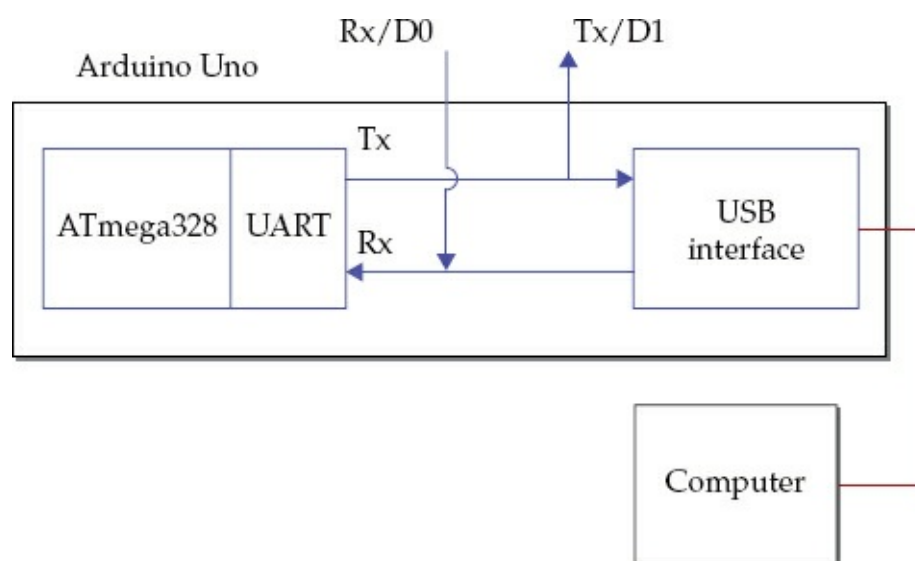 Rx/D0
Tx/D1
Arduino Uno
Tx
ATmega328
UART
Rx
USB
interface
Computer